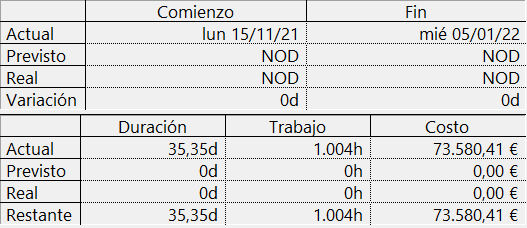 Comienzo Fin
Actual lun 15/11/21 mié 05/01/22
Previsto NOD NOD
Real NOD NOD
Variación 0d 0d
Duración Trabajo Costo
Actual 35,35d 1.004h 73.580,41 €
Previsto 0d 0h 0,00 €
Real 0d 0h 0,00 €
Restante 35,35d 1.004h 73.580,41 €